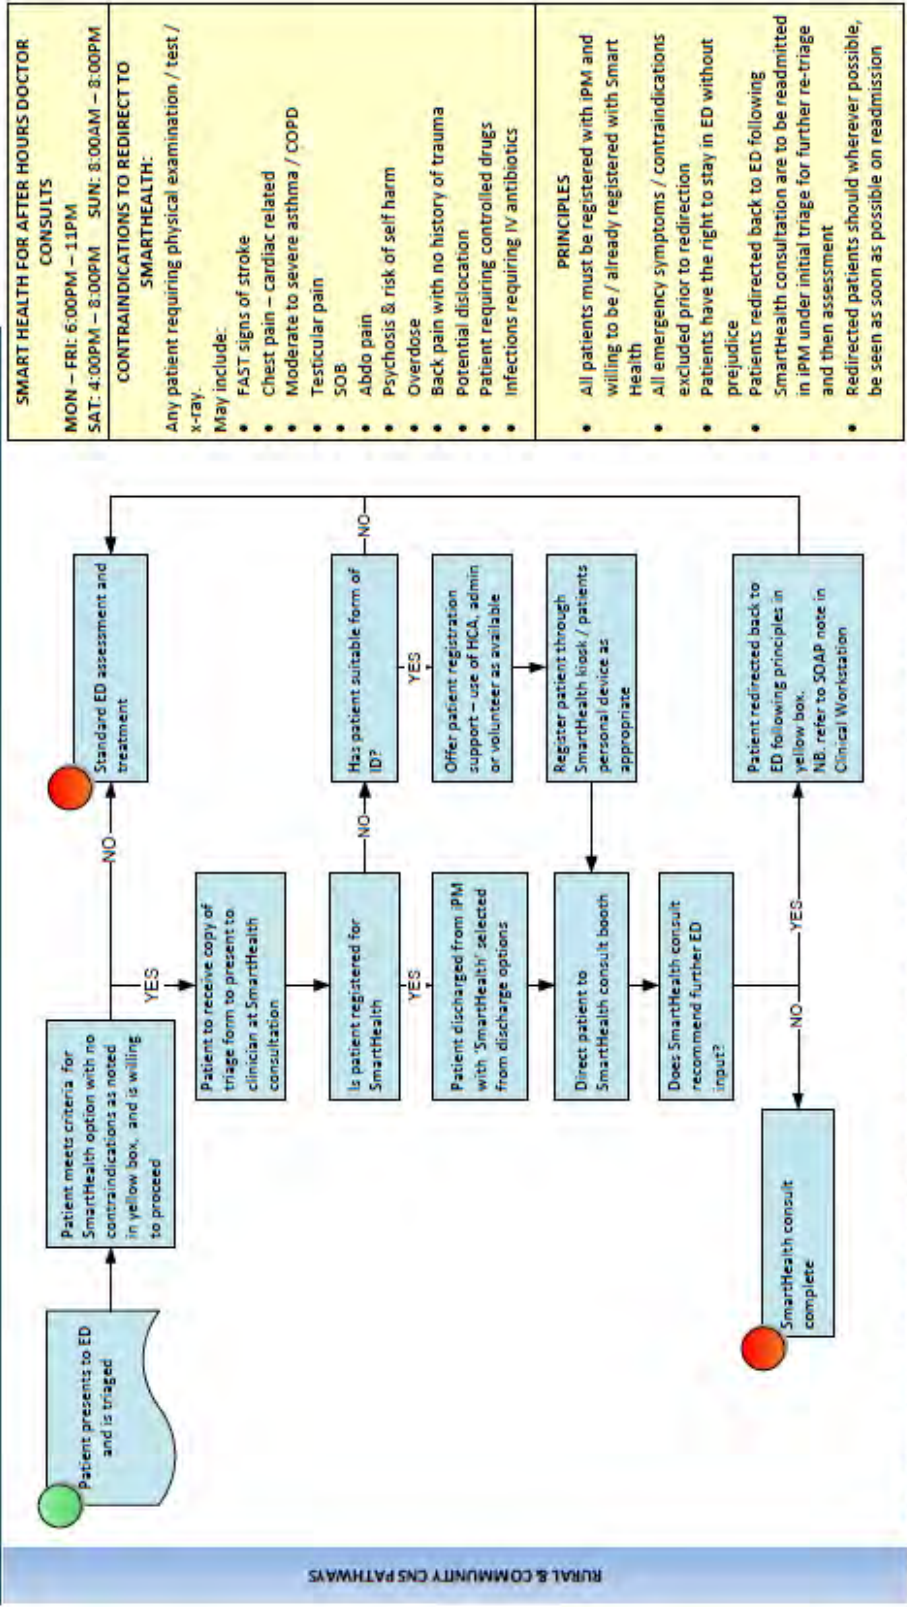 RURAL & COMMUNITY CNS PATHWAYS
Patient presents to ED
and is triaged
Patient meets criteria for
SmartHealth option with no
contraindications as noted
in yellow box, and is willing
to proceed
NO
Standard ED assessment and
treatment
YES
Patient to receive copy of
triage form to present to
clinician at SmartHealth
consultation
Is patient registered for
SmartHealth
NO
Has patient suitable form of
ID?
NO
YES
YES
Patient discharged from iPM
with 'SmartHealth' selected
from discharge options
Offer patient registration
support – use of HCA, admin
or volunteer as available
Register patient through
SmartHealth kiosk / patients
personal device as
appropriate
Direct patient to
SmartHealth consult booth
Does SmartHealth consult
recommend further ED
input?
NO
YES
SmartHealth consult
complete
Patient redirected back to
ED following principles in
yellow box.
NB. refer to SOAP note in
Clinical Workstation
SMART HEALTH FOR AFTER HOURS DOCTOR
CONSULTS
MON – FRI: 6:00PM – 11PM
SAT: 4:00PM – 8:00PM SUN: 8:00AM – 8:00PM
CONTRAINDICATIONS TO REDIRECT TO
SMARTHEALTH:
Any patient requiring physical examination / test /
x-ray.
May include:
• FAST signs of stroke
• Chest pain – cardiac related
• Moderate to severe asthma / COPD
• Testicular pain
• SOB
• Abdo pain
• Psychosis & risk of self harm
• Overdose
• Back pain with no history of trauma
• Potential dislocation
• Patient requiring controlled drugs
• Infections requiring IV antibiotics
PRINCIPLES
• All patients must be registered with iPM and
willing to be / already registered with Smart
Health
• All emergency symptoms / contraindications
excluded prior to redirection
• Patients have the right to stay in ED without
prejudice
• Patients redirected back to ED following
SmartHealth consultation are to be readmitted
in iPM under initial triage for further re-triage
and then assessment
• Redirected patients should wherever possible,
be seen as soon as possible on readmission